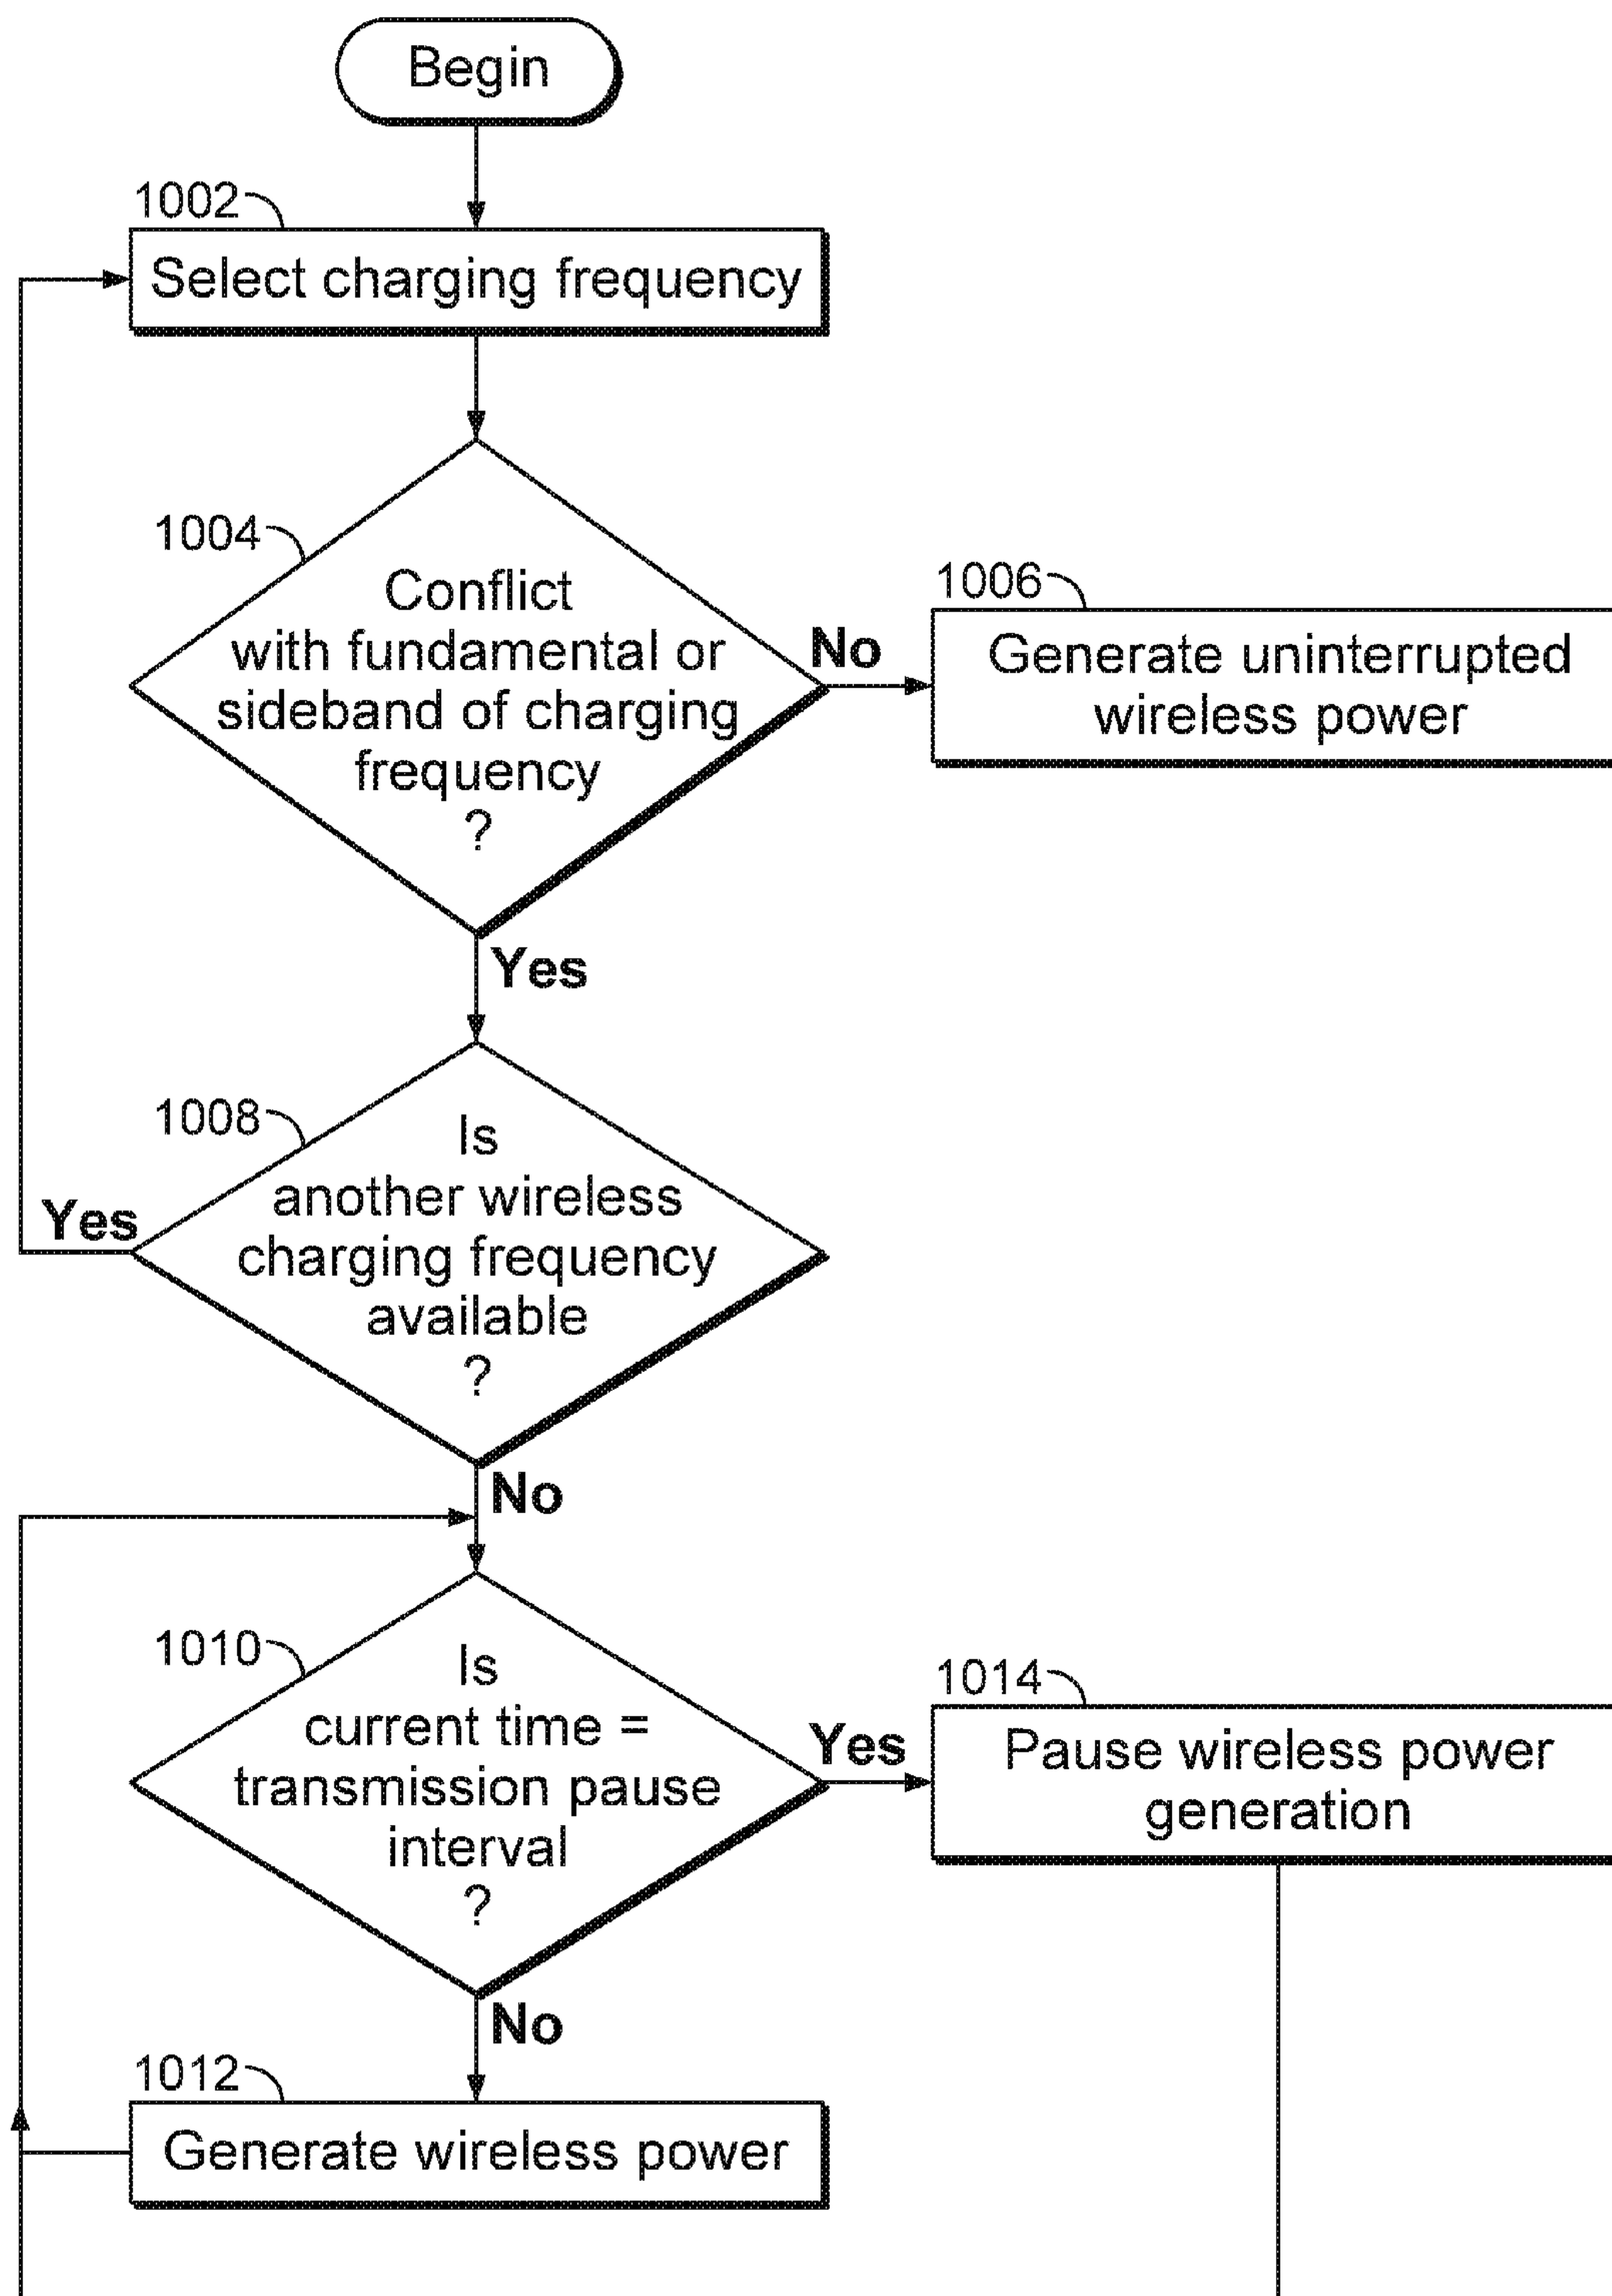 Begin
1002
Select charging frequency
1004
Conflict
with fundamental or
sideband of charging
frequency
?
No
1006
Generate uninterrupted
wireless power
Yes
1008
Is
another wireless
charging frequency
available
?
Yes
No
1010
Is
current time =
transmission pause
interval
?
Yes
1014
Pause wireless power
generation
No
1012
Generate wireless power